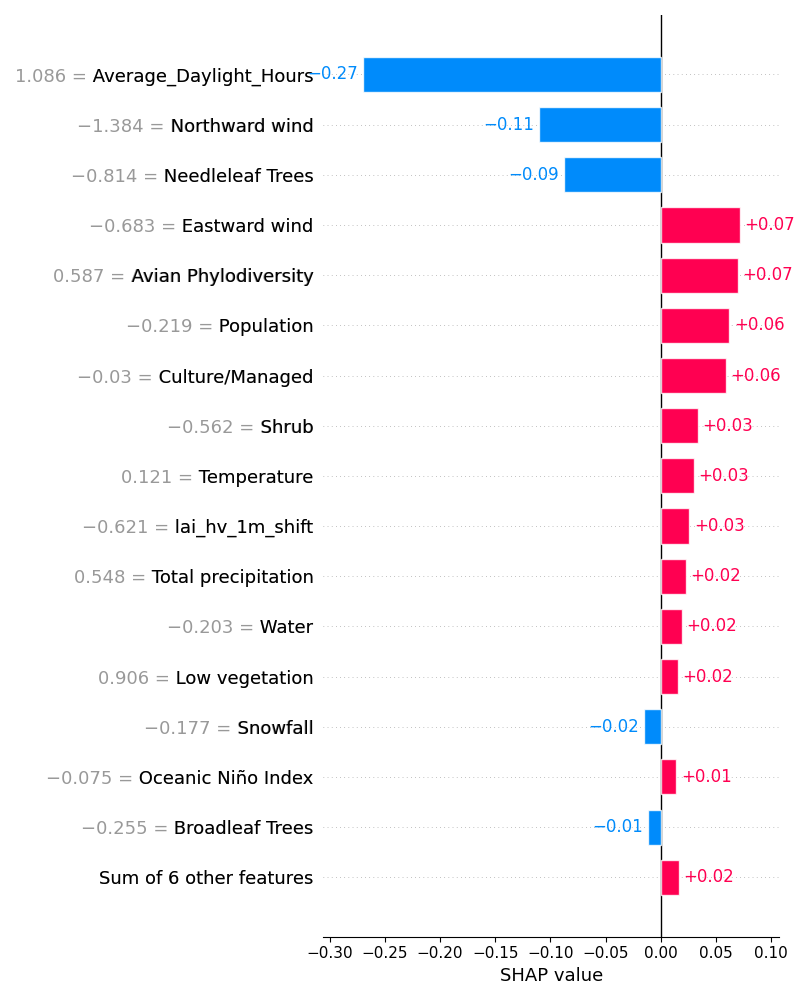 1.086 = Average_Daylight_Hours −0.27
−1.384 = Northward wind −0.11
−0.814 = Needleleaf Trees −0.09
−0.683 = Eastward wind +0.07
0.587 = Avian Phylodiversity +0.07
−0.219 = Population +0.06
−0.03 = Culture/Managed +0.06
−0.562 = Shrub +0.03
0.121 = Temperature +0.03
−0.621 = lai_hv_1m_shift +0.03
0.548 = Total precipitation +0.02
−0.203 = Water +0.02
0.906 = Low vegetation +0.02
−0.177 = Snowfall −0.02
−0.075 = Oceanic Niño Index +0.01
−0.255 = Broadleaf Trees −0.01
Sum of 6 other features +0.02
−0.30 −0.25 −0.20 −0.15 −0.10 −0.05 0.00 0.05 0.10
SHAP value